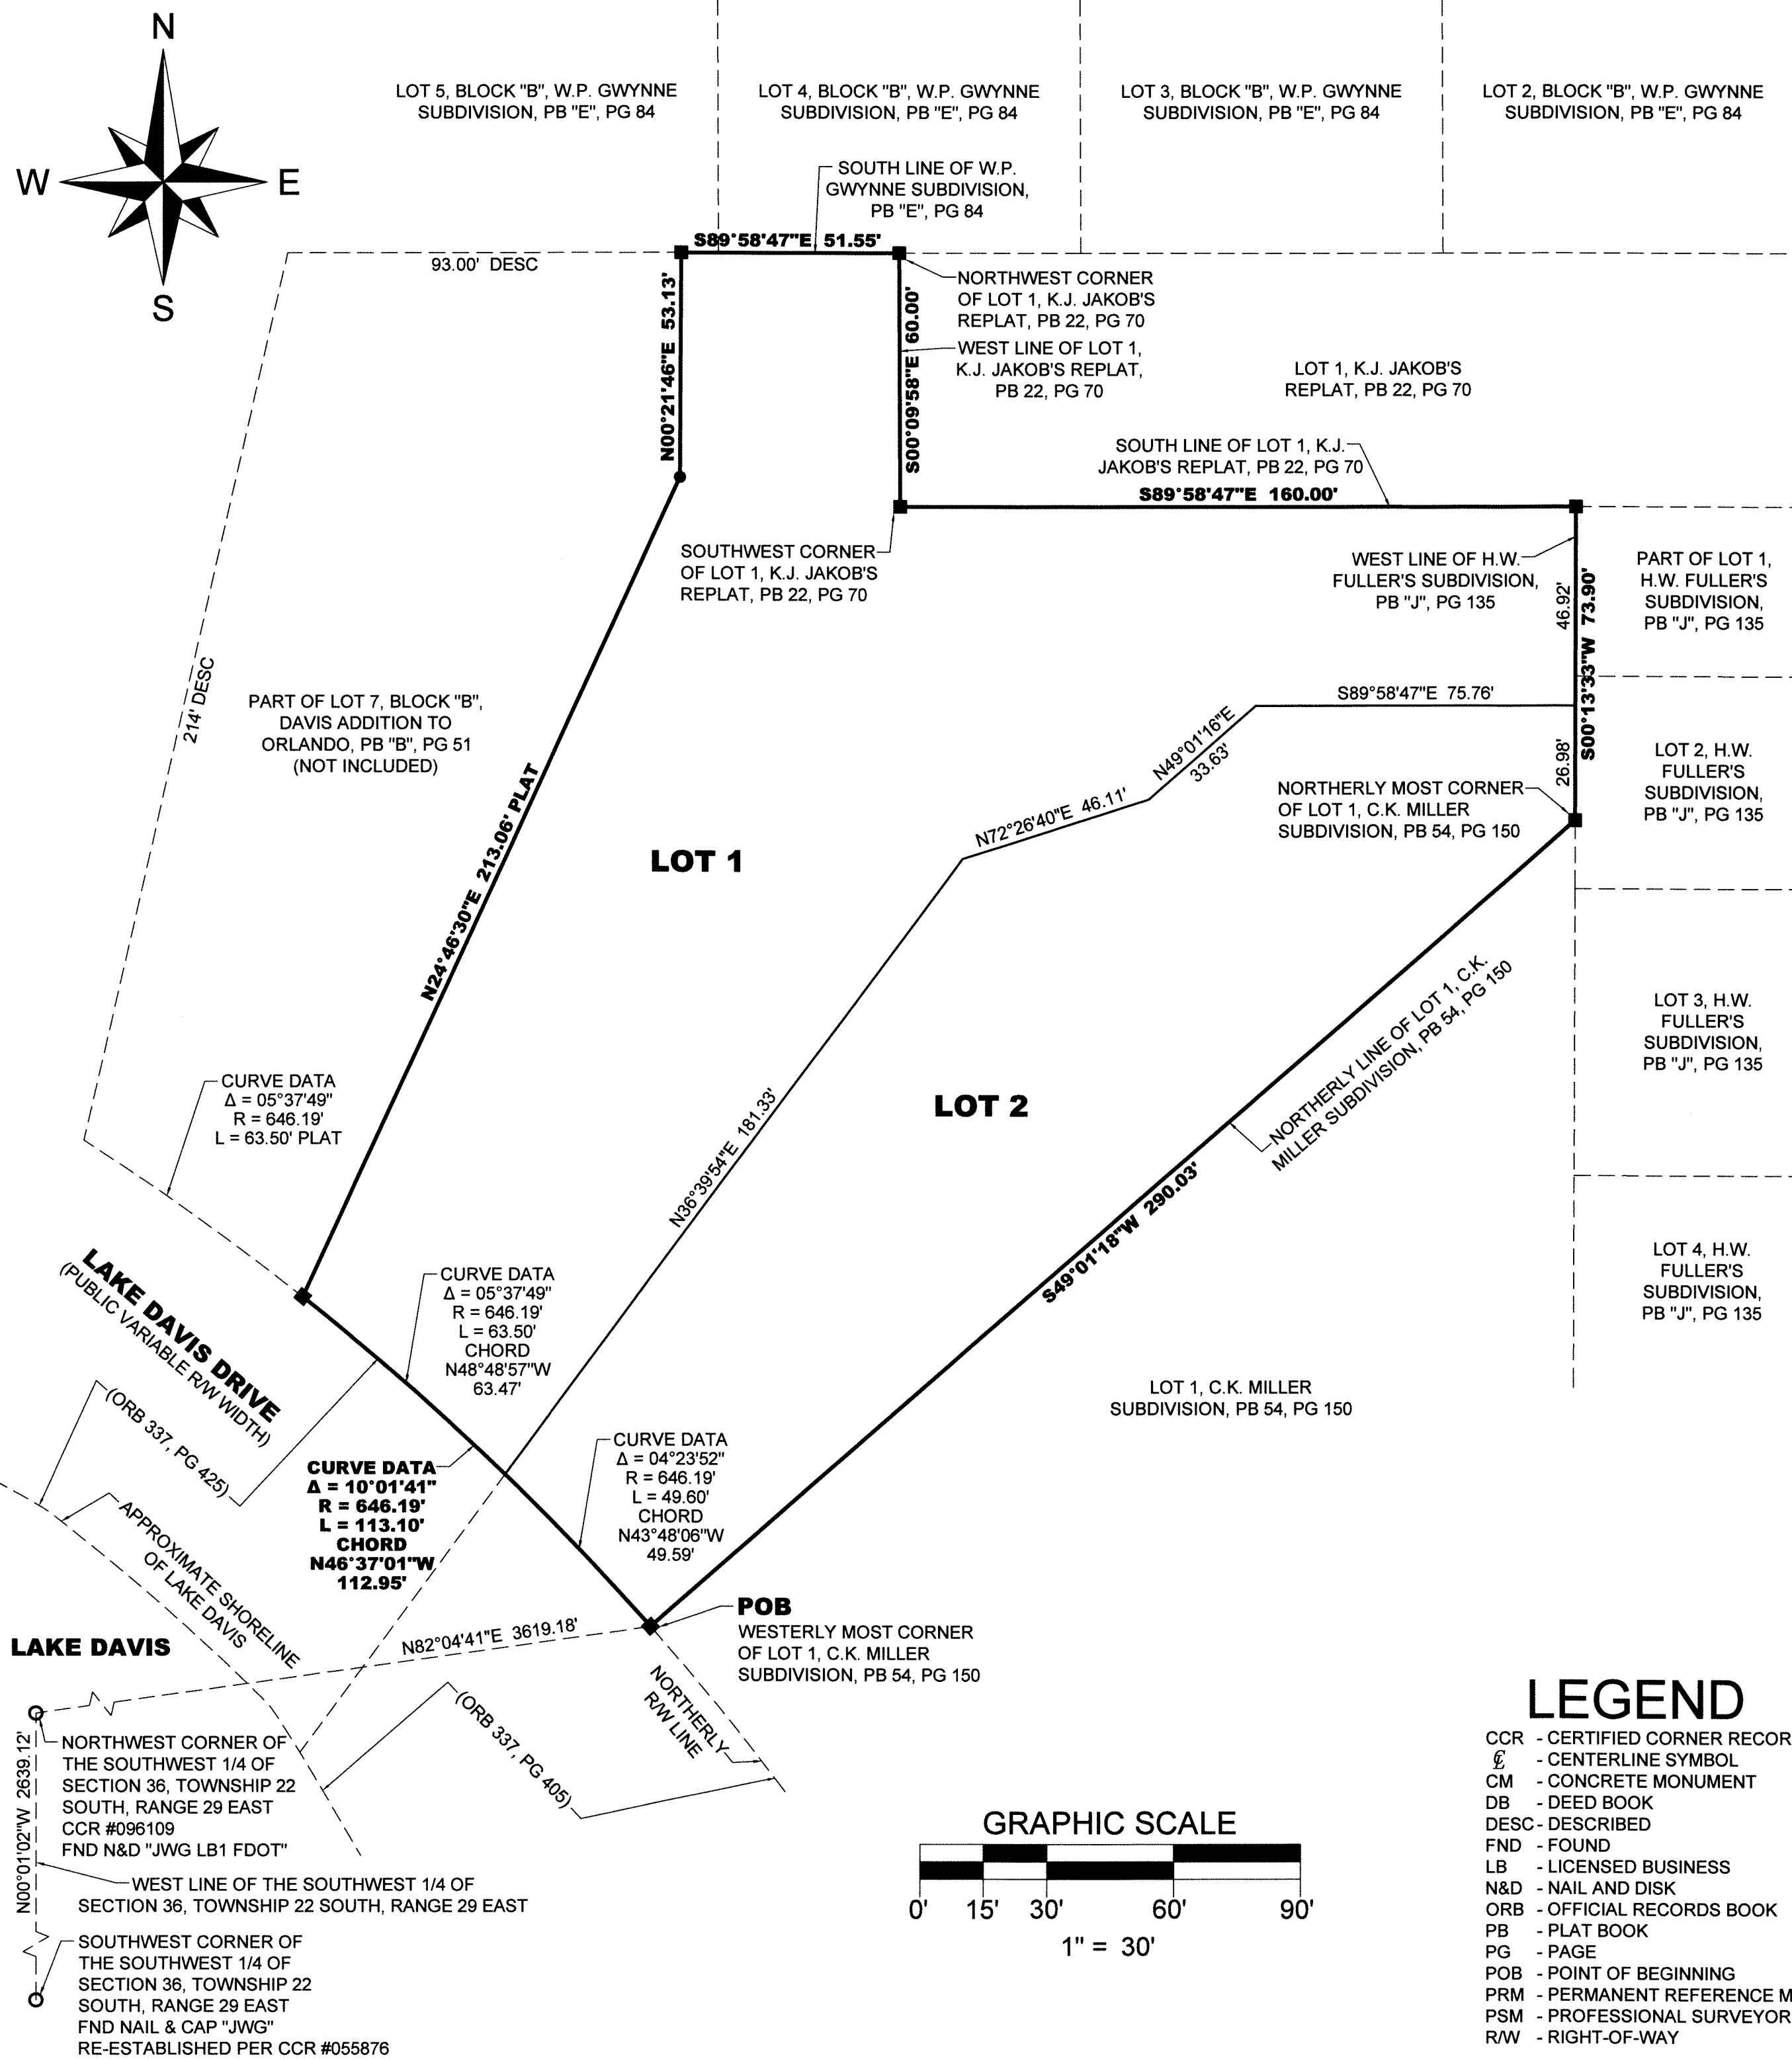 N
W
E
S
LOT 5, BLOCK "B", W.P. GWYNNE
SUBDIVISION, PB "E", PG 84
LOT 4, BLOCK "B", W.P. GWYNNE
SUBDIVISION, PB "E", PG 84
LOT 3, BLOCK "B", W.P. GWYNNE
SUBDIVISION, PB "E", PG 84
LOT 2, BLOCK "B", W.P. GWYNNE
SUBDIVISION, PB "E", PG 84
SOUTH LINE OF W.P.
GWYNNE SUBDIVISION,
PB "E", PG 84
S89°58'47"E 51.55'
93.00' DESC
N00°21'46"E 53.13'
S00°09'58"E 60.00'
NORTHWEST CORNER
OF LOT 1, K.J. JAKOB'S
REPLAT, PB 22, PG 70
WEST LINE OF LOT 1,
K.J. JAKOB'S REPLAT,
PB 22, PG 70
LOT 1, K.J. JAKOB'S
REPLAT, PB 22, PG 70
SOUTH LINE OF LOT 1, K.J.
JAKOB'S REPLAT, PB 22, PG 70
S89°58'47"E 160.00'
SOUTHWEST CORNER
OF LOT 1, K.J. JAKOB'S
REPLAT, PB 22, PG 70
WEST LINE OF H.W.
FULLER'S SUBDIVISION,
PB "J", PG 135
46.92'
S00°13'33"W 73.90'
26.98'
PART OF LOT 1,
H.W. FULLER'S
SUBDIVISION,
PB "J", PG 135
214' DESC
PART OF LOT 7, BLOCK "B",
DAVIS ADDITION TO
ORLANDO, PB "B", PG 51
(NOT INCLUDED)
N24°46'30"E 213.06' PLAT
S89°58'47"E 75.76'
N49°01'16"E
33.63'
N72°26'40"E 46.11'
LOT 2, H.W.
FULLER'S
SUBDIVISION,
PB "J", PG 135
NORTHERLY MOST CORNER
OF LOT 1, C.K. MILLER
SUBDIVISION, PB 54, PG 150
LOT 1
LOT 2
N36°39'54"E 181.33'
NORTHERLY LINE OF LOT 1, C.K.
MILLER SUBDIVISION, PB 54, PG 150
S49°01'18"W 290.03'
LOT 3, H.W.
FULLER'S
SUBDIVISION,
PB "J", PG 135
LOT 4, H.W.
FULLER'S
SUBDIVISION,
PB "J", PG 135
CURVE DATA
Δ = 05°37'49"
R = 646.19'
L = 63.50' PLAT
LAKE DAVIS DRIVE
(PUBLIC VARIABLE R/W WIDTH)
(ORB 337, PG 425)
CURVE DATA
Δ = 05°37'49"
R = 646.19'
L = 63.50'
CHORD
N48°48'57"W
63.47'
CURVE DATA
Δ = 10°01'41"
R = 646.19'
L = 113.10'
CHORD
N46°37'01"W
112.95'
CURVE DATA
Δ = 04°23'52"
R = 646.19'
L = 49.60'
CHORD
N43°48'06"W
49.59'
LOT 1, C.K. MILLER
SUBDIVISION, PB 54, PG 150
APPROXIMATE SHORELINE
OF LAKE DAVIS
LAKE DAVIS
N82°04'41"E 3619.18'
POB
WESTERLY MOST CORNER
OF LOT 1, C.K. MILLER
SUBDIVISION, PB 54, PG 150
NORTHERLY
R/W LINE
(ORB 337, PG 405)
N00°01'02"W 2639.12'
NORTHWEST CORNER OF
THE SOUTHWEST 1/4 OF
SECTION 36, TOWNSHIP 22
SOUTH, RANGE 29 EAST
CCR #096109
FND N&D "JWG LB1 FDOT"
WEST LINE OF THE SOUTHWEST 1/4 OF
SECTION 36, TOWNSHIP 22 SOUTH, RANGE 29 EAST
SOUTHWEST CORNER OF
THE SOUTHWEST 1/4 OF
SECTION 36, TOWNSHIP 22
SOUTH, RANGE 29 EAST
FND NAIL & CAP "JWG"
RE-ESTABLISHED PER CCR #055876
GRAPHIC SCALE
0' 15' 30' 60' 90'
1" = 30'
LEGEND
CCR - CERTIFIED CORNER RECOR
℄ - CENTERLINE SYMBOL
CM - CONCRETE MONUMENT
DB - DEED BOOK
DESC - DESCRIBED
FND - FOUND
LB - LICENSED BUSINESS
N&D - NAIL AND DISK
ORB - OFFICIAL RECORDS BOOK
PB - PLAT BOOK
PG - PAGE
POB - POINT OF BEGINNING
PRM - PERMANENT REFERENCE M
PSM - PROFESSIONAL SURVEYOR
R/W - RIGHT-OF-WAY